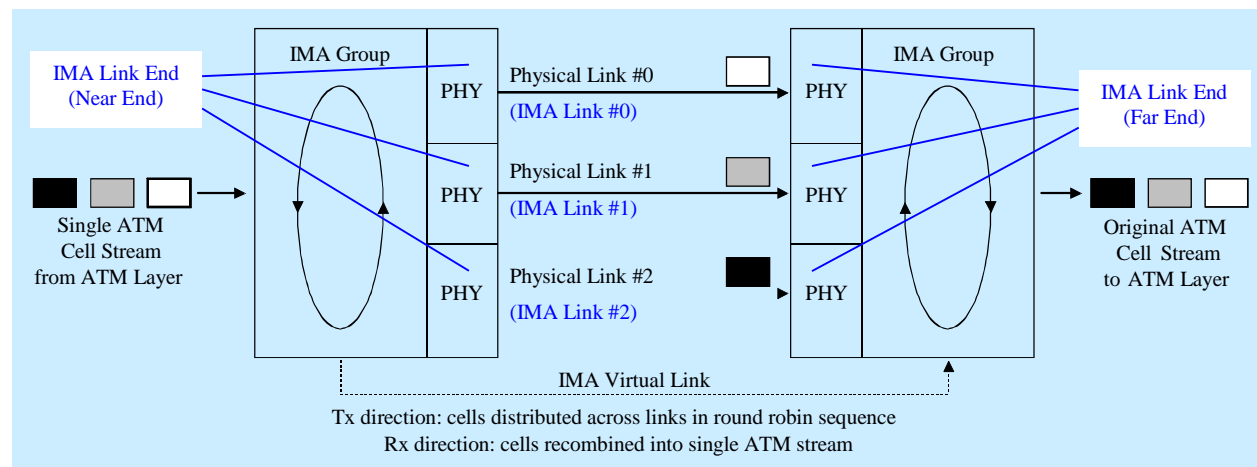 IMA Link End
(Near End)
IMA Group
PHY
Physical Link #0
(IMA Link #0)
PHY
IMA Group
IMA Link End
(Far End)
PHY
Physical Link #1
(IMA Link #1)
PHY
Single ATM
Cell Stream
from ATM Layer
Original ATM
Cell Stream
to ATM Layer
PHY
Physical Link #2
(IMA Link #2)
PHY
IMA Virtual Link
Tx direction: cells distributed across links in round robin sequence
Rx direction: cells recombined into single ATM stream